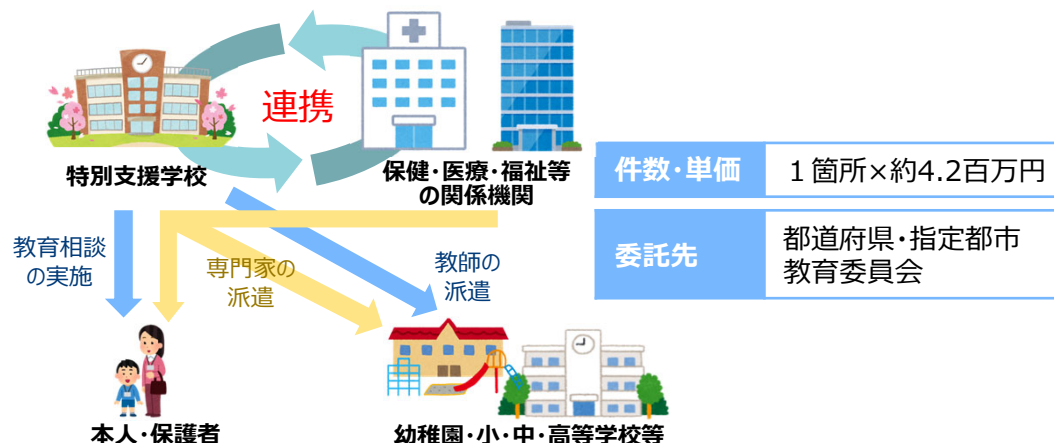 連携
特別支援学校
保健・医療・福祉等
の関係機関
件数・単価
１箇所×約4.2百万円
委託先
都道府県・指定都市
教育委員会
教育相談
の実施
専門家の
派遣
教師の
派遣
本人・保護者
幼稚園・小・中・高等学校等